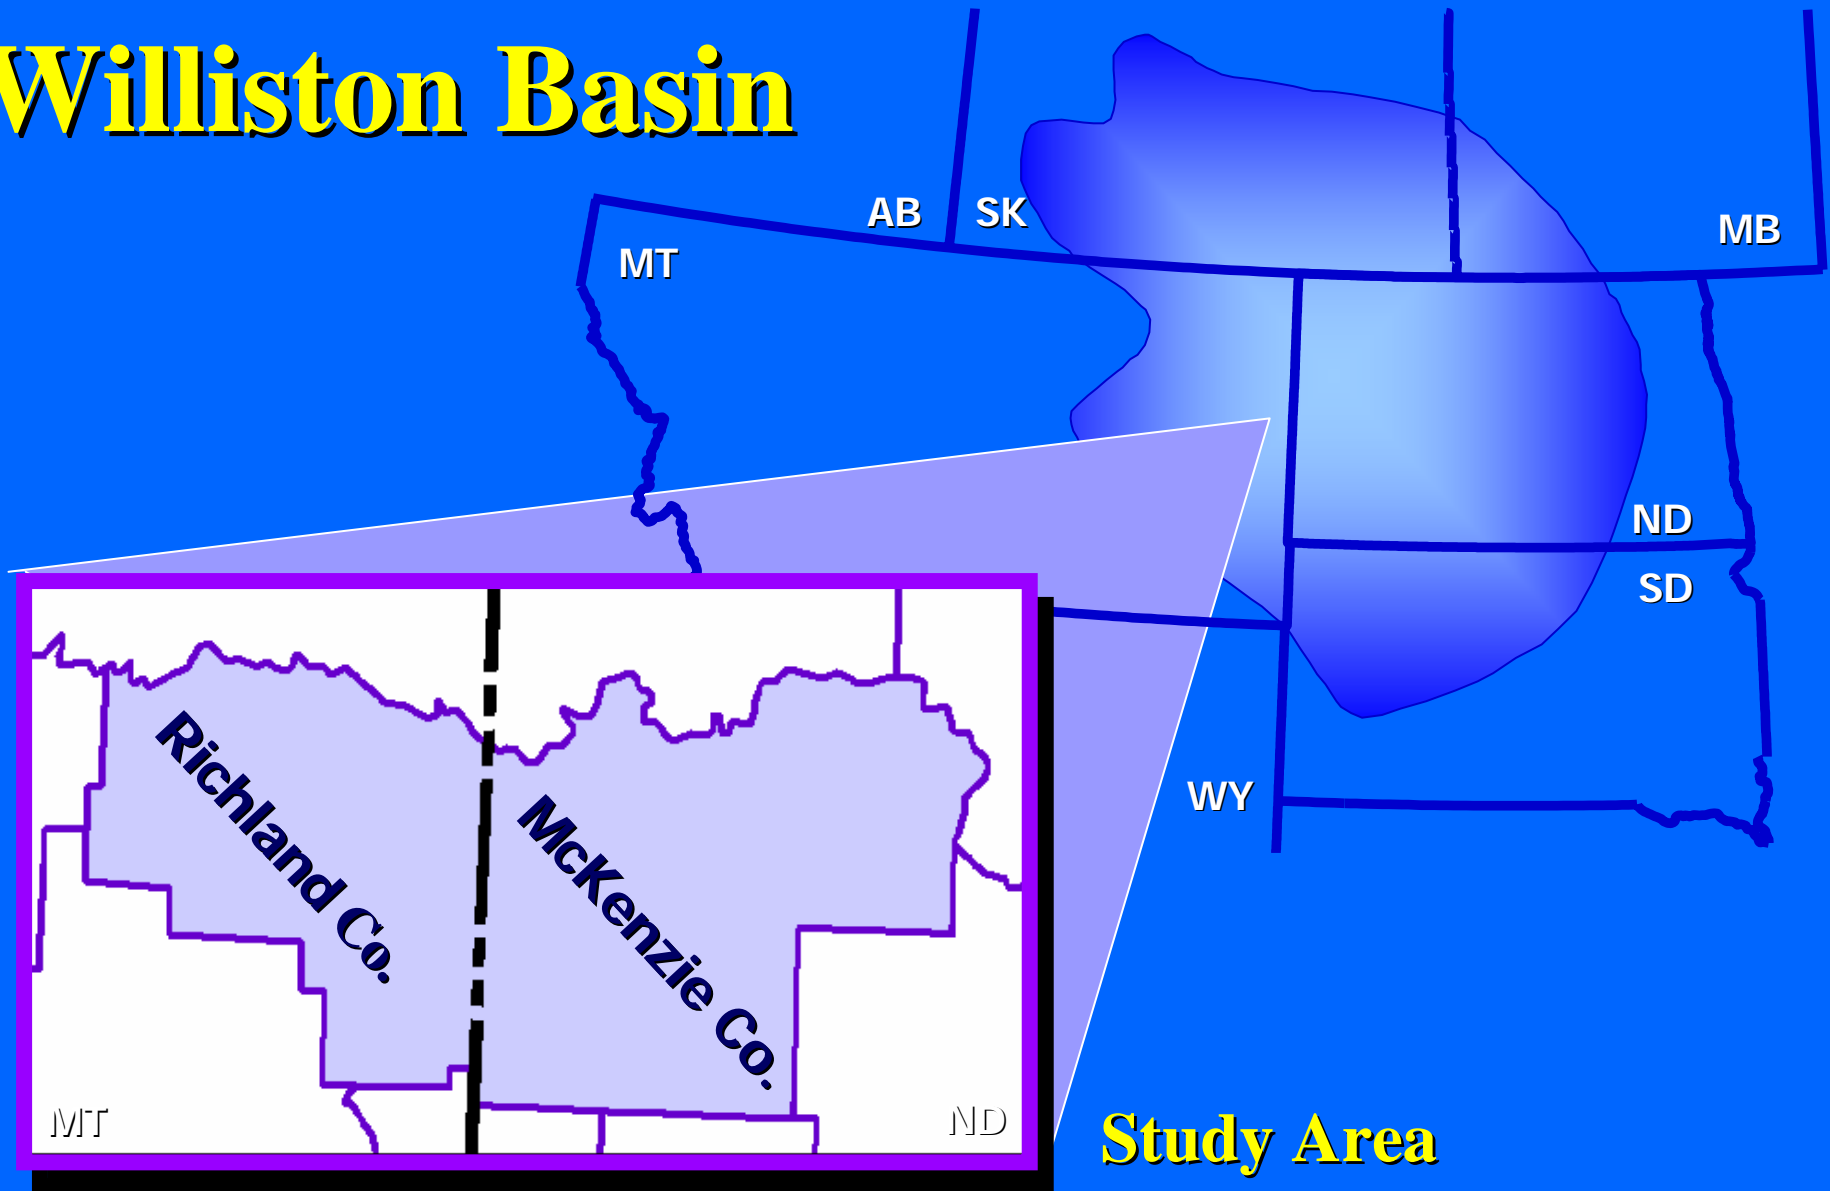 Williston Basin
AB
SK
MB
MT
ND
SD
WY
Richland Co.
McKenzie Co.
MT
ND
Study Area